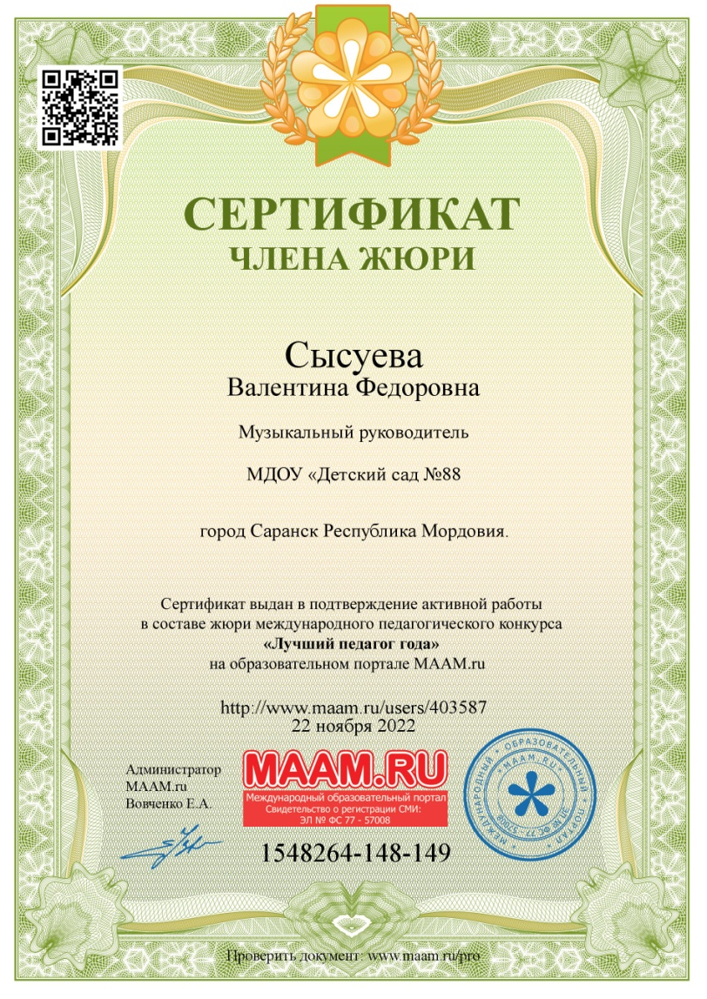 СЕРТИФИКАТ
ЧЛЕНА ЖЮРИ
Сысуева
Валентина Федоровна
Музыкальный руководитель
МДОУ «Детский сад №88
город Саранск Республика Мордовия.
Сертификат выдан в подтверждение активной работы
в составе жюри международного педагогического конкурса
«Лучший педагог года»
на образовательном портале MAAM.ru
http://www.maam.ru/users/403587
22 ноября 2022
Администратор
MAAM.ru
Вовченко Е.А.
MAAM.RU
Международный образовательный портал
Свидетельство о регистрации СМИ:
ЭЛ № ФС 77 - 57008
1548264-148-149
* МЕЖДУНАРОДНЫЙ * ОБРАЗОВАТЕЛЬНЫЙ ПОРТАЛ *
* MAAM.RU *
ЭЛ № ФС 77 - 57008
Проверить документ: www.maam.ru/pro